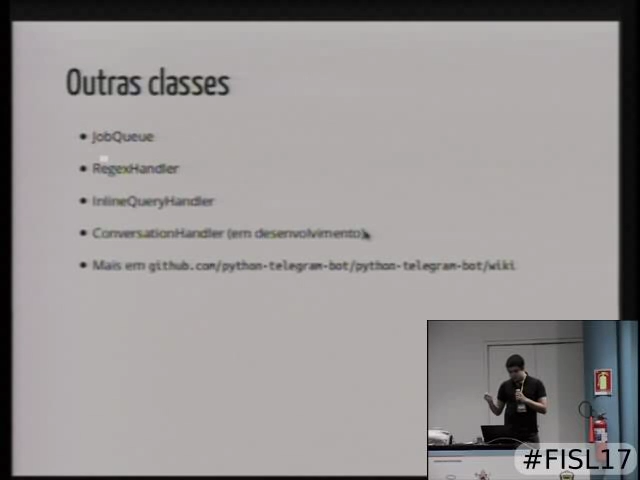 Outras classes
JobQueue
RegexHandler
InlineQueryHandler
ConversationHandler (em desenvolvimento)
Mais em github.com/python-telegram-bot/python-telegram-bot/wiki
#FISL17